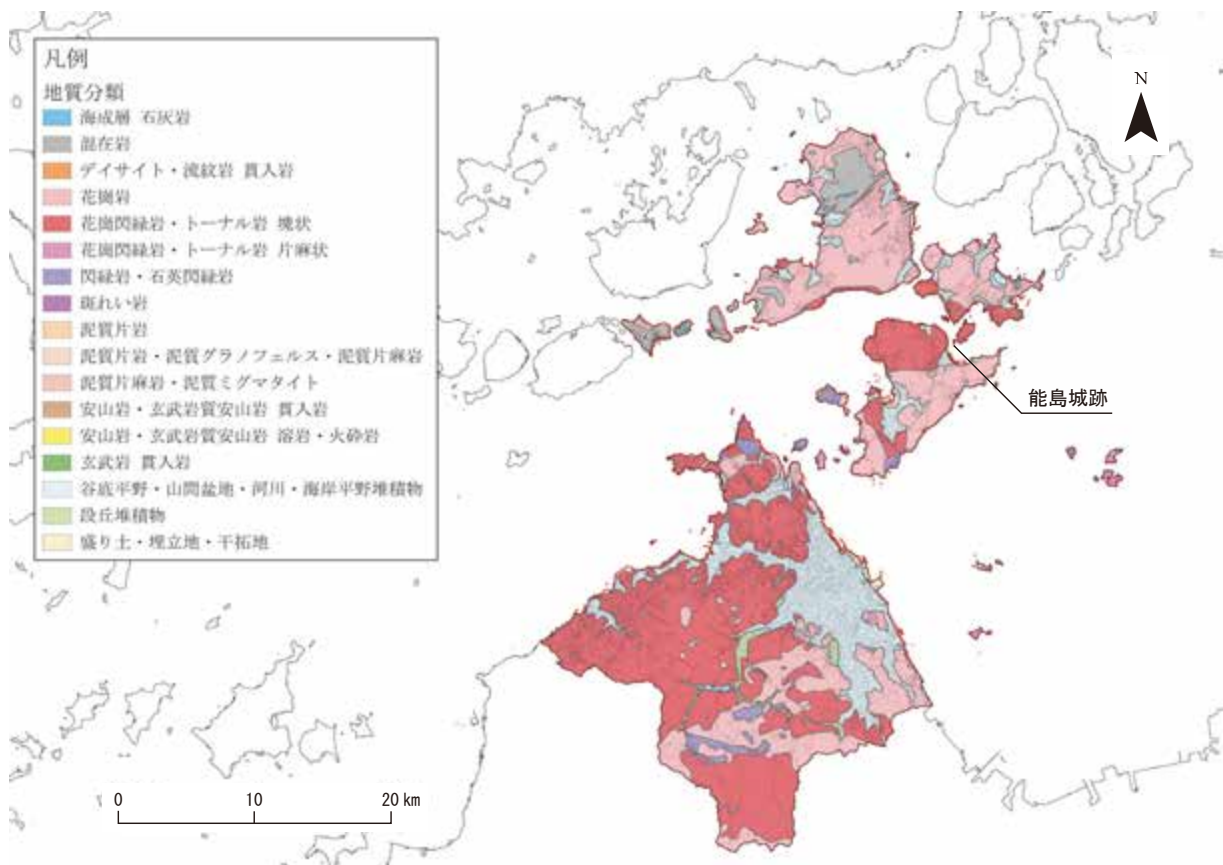 凡例
地質分類
海成層 石灰岩
混在岩
デイサイト・流紋岩 貫入岩
花崗岩
花崗閃緑岩・トーナル岩 塊状
花崗閃緑岩・トーナル岩 片麻状
閃緑岩・石英閃緑岩
斑れい岩
泥質片岩
泥質片岩・泥質グラノフェルス・泥質片麻岩
泥質片麻岩・泥質ミグマタイト
安山岩・玄武岩質安山岩 貫入岩
安山岩・玄武岩質安山岩 溶岩・火砕岩
玄武岩 貫入岩
谷底平野・山間盆地・河川・海岸平野堆積物
段丘堆積物
盛り土・埋立地・干拓地
N
能島城跡
0 10 20 km